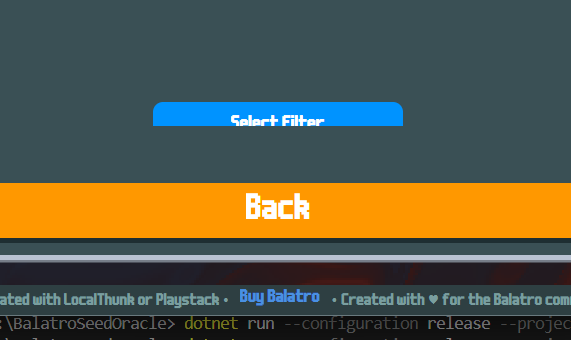 Select Filter
Back
ated with LocalThunk or Playstack • Buy Balatro • Created with ♥ for the Balatro com
:\BalatroSeedOracle> dotnet run --configuration release --projec